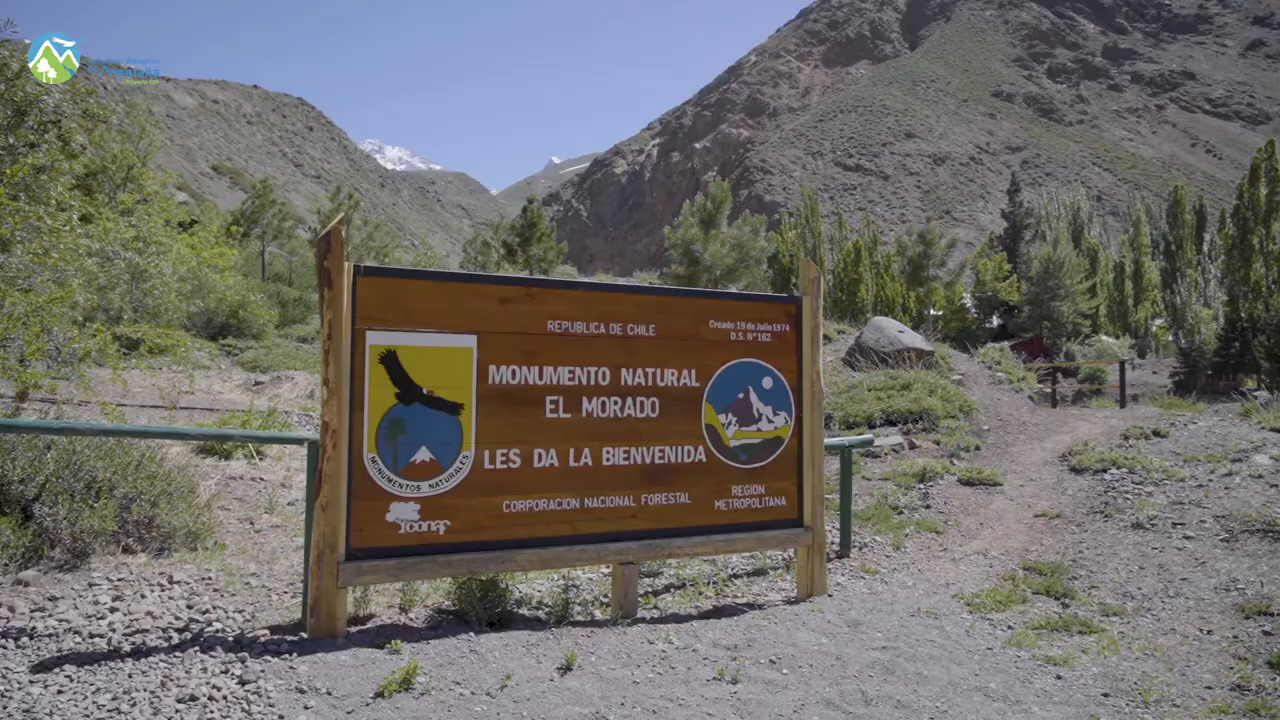 Montaña
REPUBLICA DE CHILE
Creado 19 de Julio 1974
D.S. N° 162
MONUMENTO NATURAL
EL MORADO
LES DA LA BIENVENIDA
MONUMENTOS NATURALES
CORPORACION NACIONAL FORESTAL
REGION
METROPOLITANA
conaf